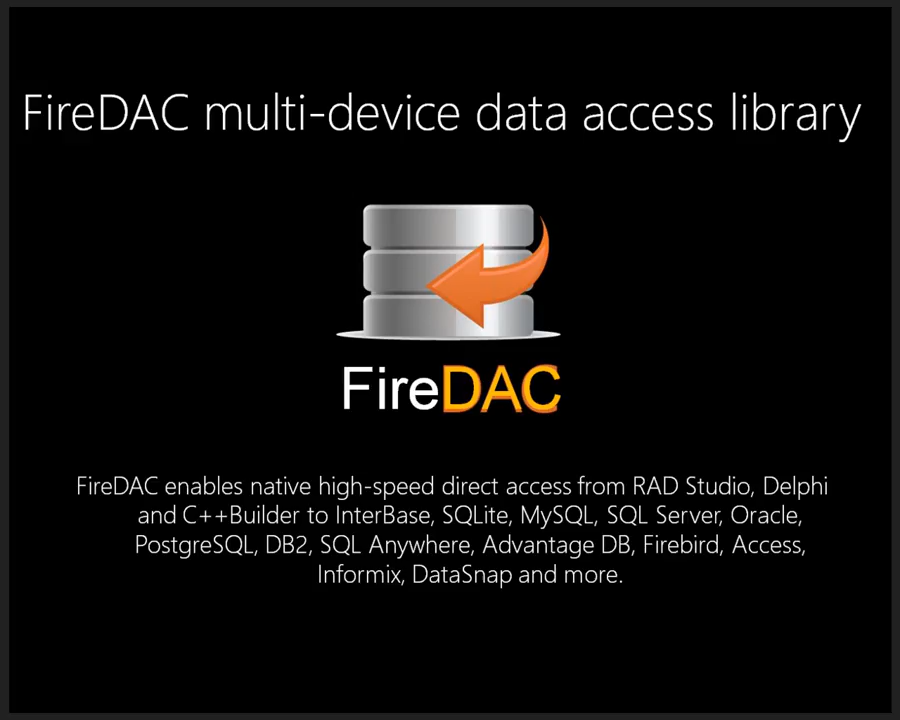 FireDAC multi-device data access library
FireDAC
FireDAC enables native high-speed direct access from RAD Studio, Delphi
and C++Builder to InterBase, SQLite, MySQL, SQL Server, Oracle,
PostgreSQL, DB2, SQL Anywhere, Advantage DB, Firebird, Access,
Informix, DataSnap and more.